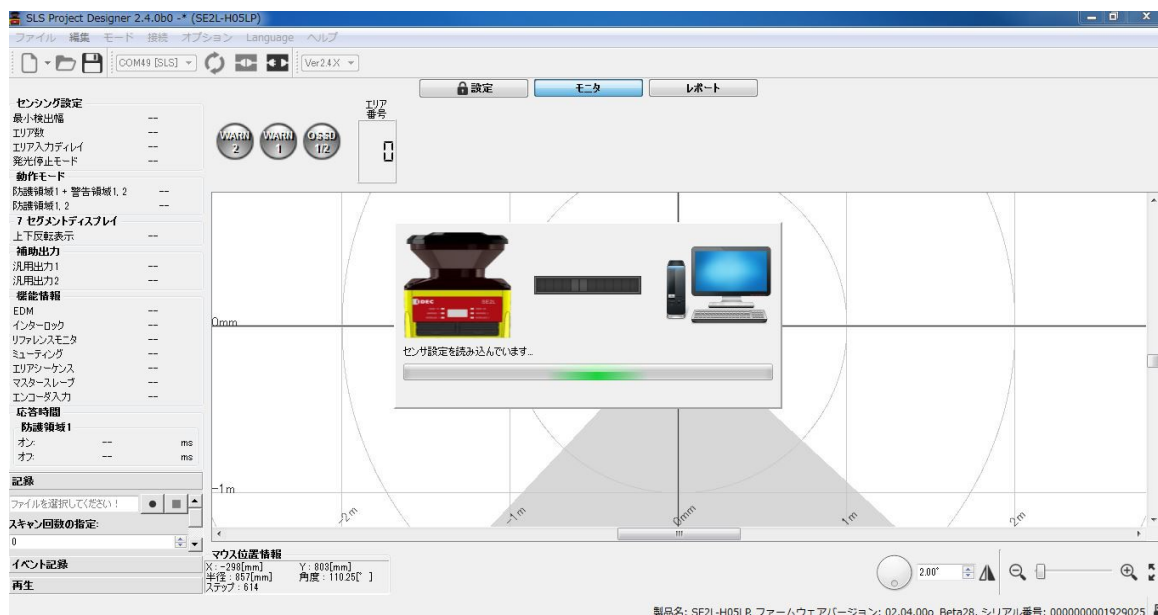 SLS Project Designer 2.4.0b0 -* (SE2L-H05LP)
ファイル 編集 モード 接続 オプション Language ヘルプ
COM49 [SLS] Ver2.4X
設定 モニタ レポート
センシング設定
最小検出幅 --
エリア数 --
エリア入力ディレイ --
発光停止モード --
動作モード
防護領域1 + 警告領域1, 2 --
防護領域1, 2 --
7 セグメントディスプレイ
上下反転表示 --
補助出力
汎用出力1 --
汎用出力2 --
機能情報
EDM --
インターロック --
リファレンスモニタ --
ミューティング --
エリアシーケンス --
マスタースレーブ --
エンコーダ入力 --
応答時間
防護領域1
オン: -- ms
オフ: -- ms
記録
ファイルを選択してください!
スキャン回数の指定:
0
イベント記録
再生
WARN 2
WARN 1
OSSD 1/2
エリア番号
0
IDEC SE2L
センサ設定を読み込んでいます...
0mm
-1m
-2m
-1m
0mm
1m
2m
マウス位置情報
X : -298[mm] Y : 803[mm]
半径 : 857[mm] 角度 : 110.25[° ]
ステップ : 614
2.00°
製品名: SE2L-H05LP, ファームウェアバージョン: 02.04.00o_Beta28, シリアル番号: 0000000001929025